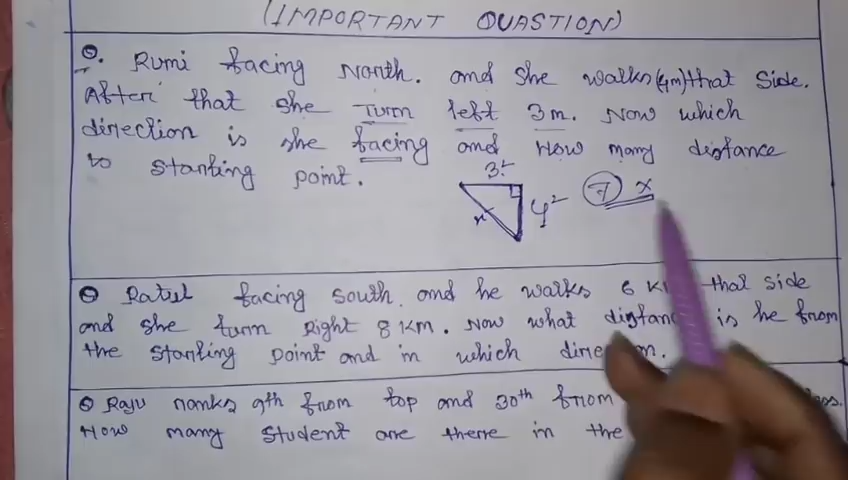 (IMPORTANT QUASTION)
Q. Rumi facing North. and she walks (4m) that side.
After that she Turn left 3m. Now which
direction is she facing and How many distance
to starting point.
3²
x
4²
7 x
Q Ratul facing south. and he walks 6 that side
and she turn right 8 KM. Now what distance is he from
the starting point and in which
Q Raju ranks 9th from top and 30th from
How many student are there in the